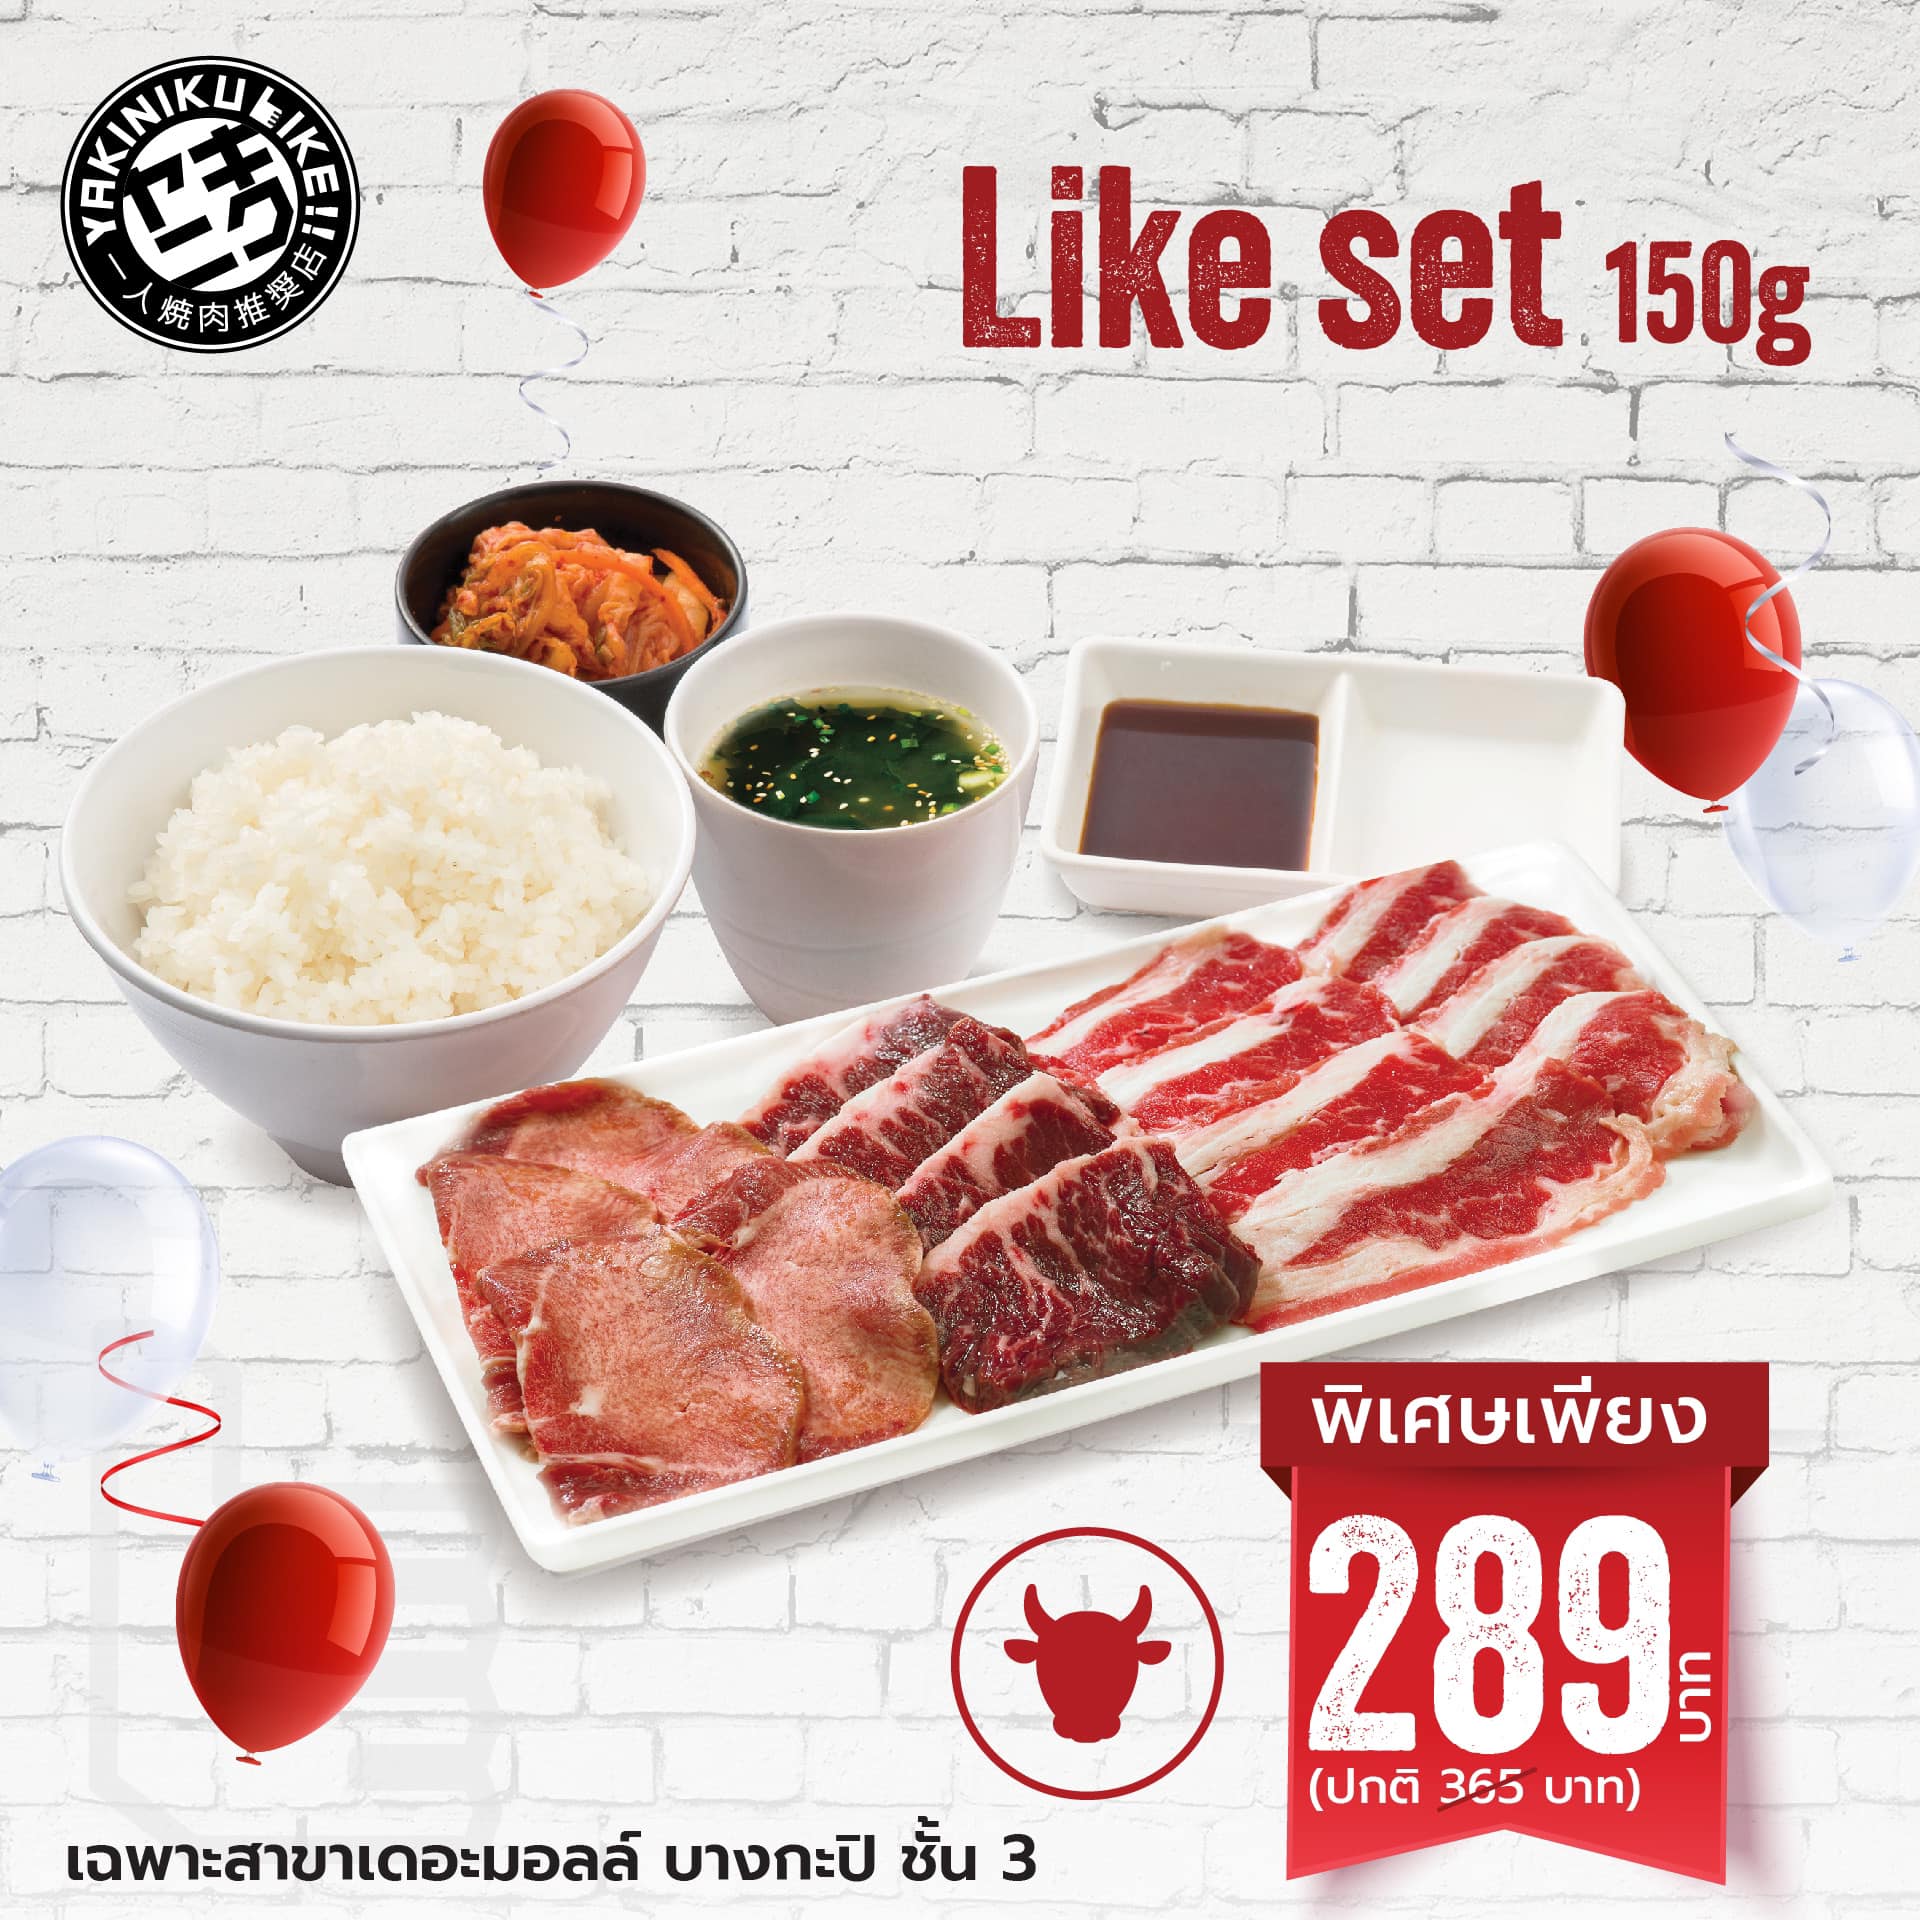 YAKINIKU LIKE!!
一人焼肉推奨店
Like set 150g
พิเศษเพียง
289 บาท
(ปกติ 365 บาท)
เฉพาะสาขาเดอะมอลล์ บางกะปิ ชั้น 3